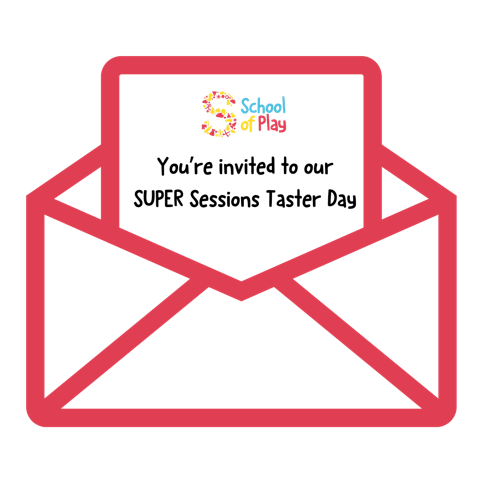 School
of Play
You're invited to our
SUPER Sessions Taster Day